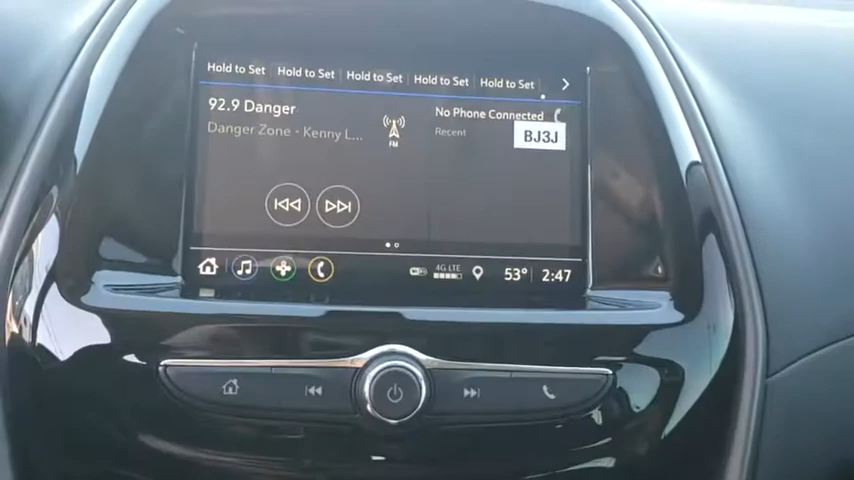 Hold to Set Hold to Set Hold to Set Hold to Set Hold to Set
92.9 Danger
Danger Zone · Kenny L...
FM
No Phone Connected
Recent
BJ3J
4G LTE
53° 2:47